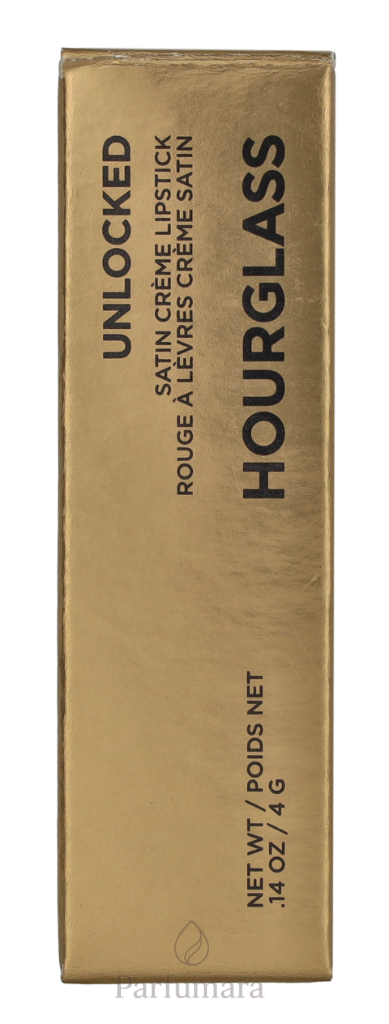 UNLOCKED
SATIN CRÈME LIPSTICK
ROUGE À LÈVRES CRÈME SATIN
HOURGLASS
NET WT / POIDS NET
.14 OZ / 4 G
Parfumara